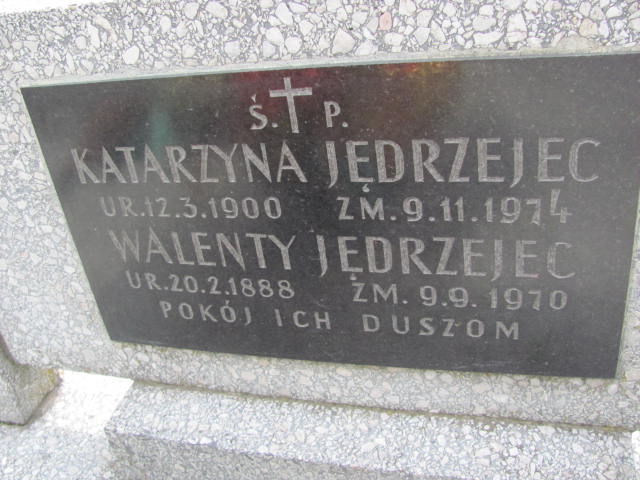 Ś. P.
KATARZYNA JĘDRZEJEC
UR.12.3.1900 ZM.9.11.1974
WALENTY JĘDRZEJEC
UR.20.2.1888 ZM. 9.9.1970
POKÓJ ICH DUSZOM